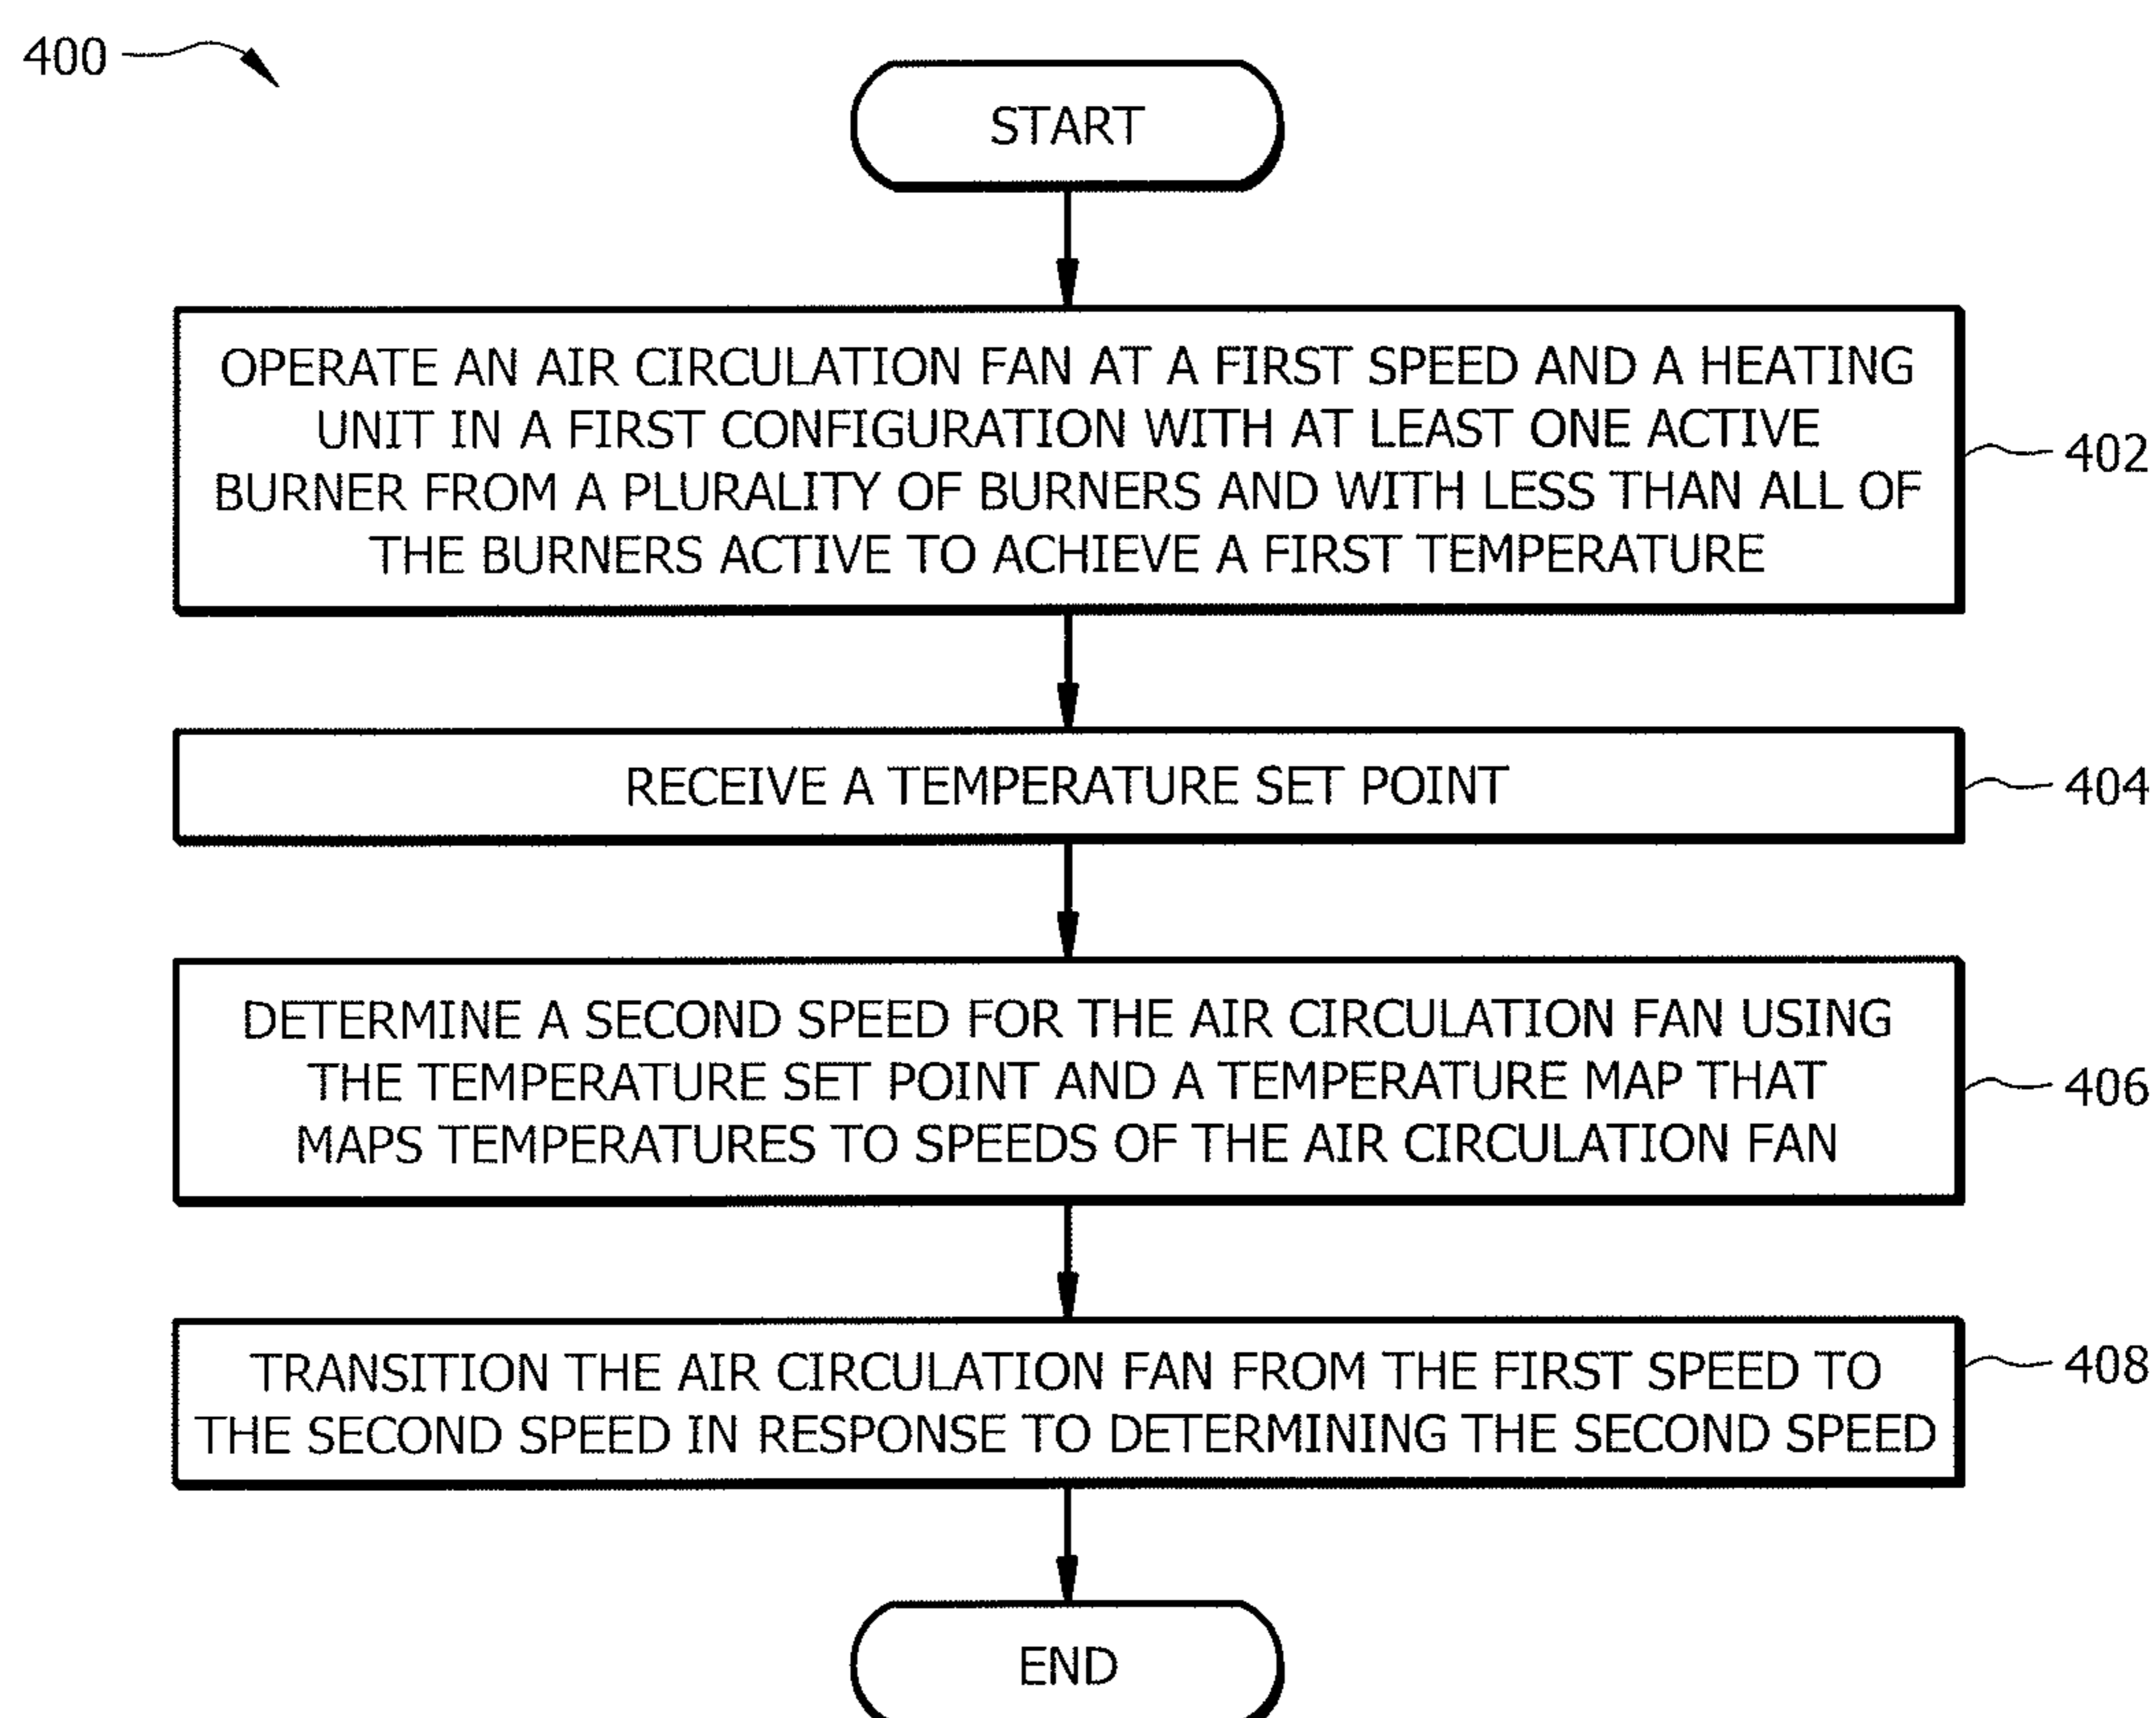 400
START
OPERATE AN AIR CIRCULATION FAN AT A FIRST SPEED AND A HEATING
UNIT IN A FIRST CONFIGURATION WITH AT LEAST ONE ACTIVE
BURNER FROM A PLURALITY OF BURNERS AND WITH LESS THAN ALL OF
THE BURNERS ACTIVE TO ACHIEVE A FIRST TEMPERATURE
402
RECEIVE A TEMPERATURE SET POINT
404
DETERMINE A SECOND SPEED FOR THE AIR CIRCULATION FAN USING
THE TEMPERATURE SET POINT AND A TEMPERATURE MAP THAT
MAPS TEMPERATURES TO SPEEDS OF THE AIR CIRCULATION FAN
406
TRANSITION THE AIR CIRCULATION FAN FROM THE FIRST SPEED TO
THE SECOND SPEED IN RESPONSE TO DETERMINING THE SECOND SPEED
408
END